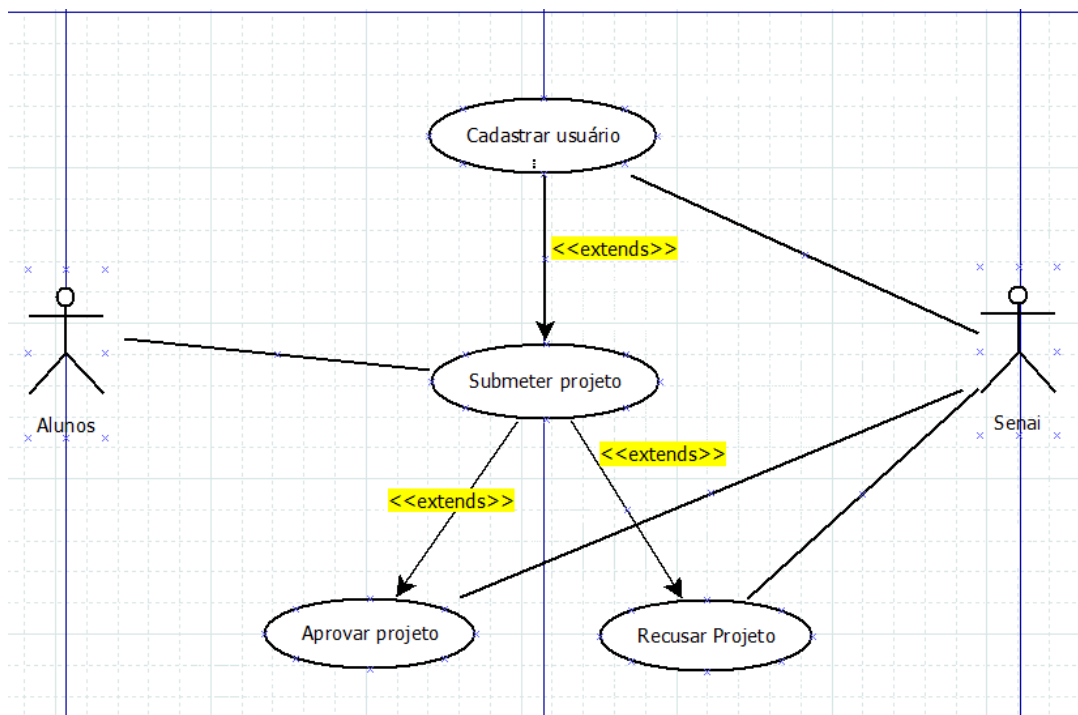 Cadastrar usuário
<<extends>>
Submeter projeto
Alunos
Senai
<<extends>>
<<extends>>
Aprovar projeto
Recusar Projeto